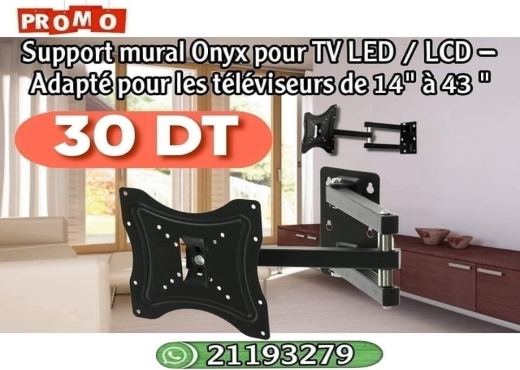 PROMO
Support mural Onyx pour TV LED / LCD –
Adapté pour les téléviseurs de 14" à 43 "
30 DT
21193279